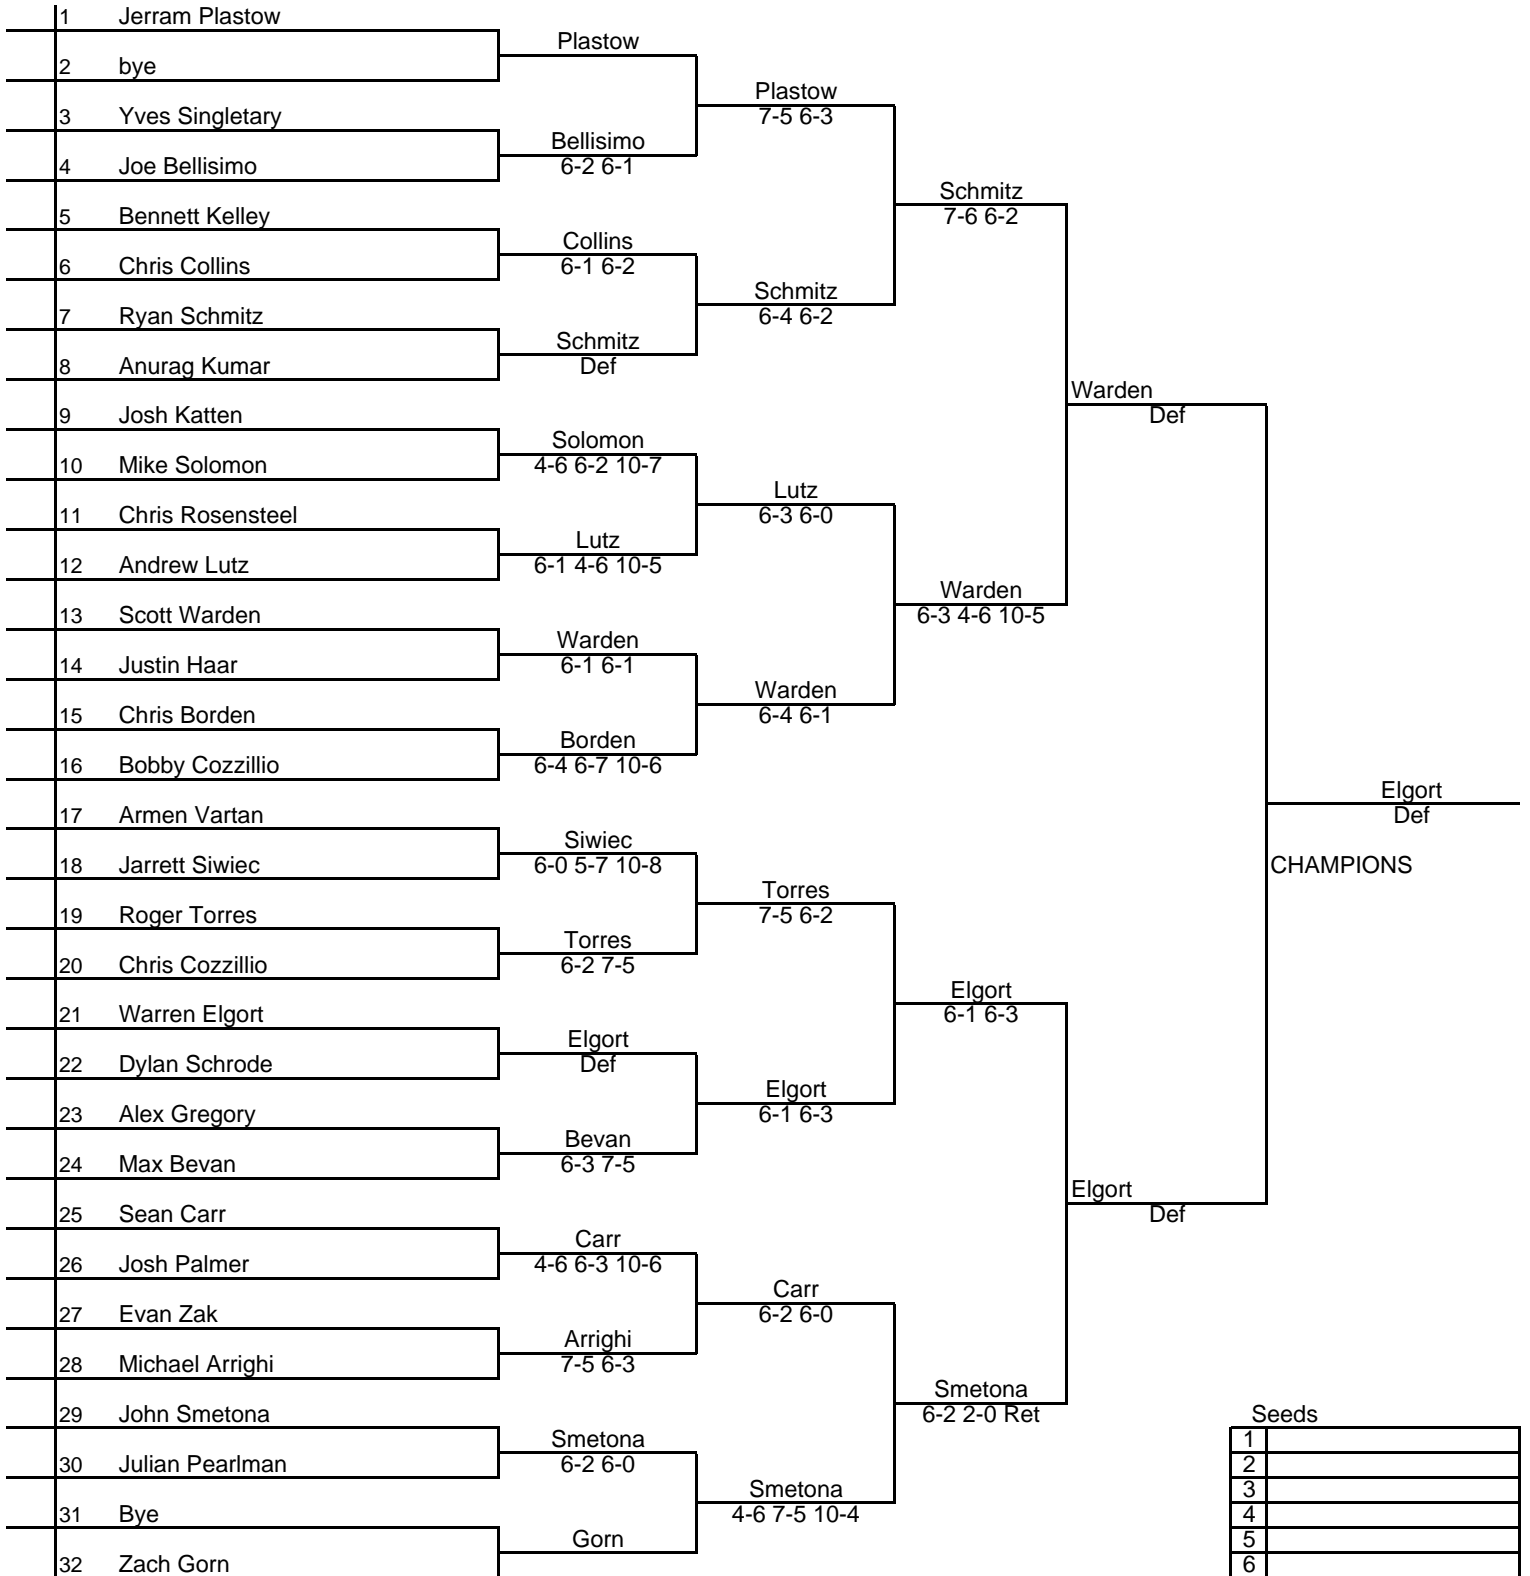 1 Jerram Plastow
Plastow
2 bye
Plastow
7-5 6-3
3 Yves Singletary
Bellisimo
6-2 6-1
4 Joe Bellisimo
Schmitz
7-6 6-2
5 Bennett Kelley
Collins
6-1 6-2
6 Chris Collins
Schmitz
6-4 6-2
7 Ryan Schmitz
Schmitz
Def
8 Anurag Kumar
Warden
Def
9 Josh Katten
Solomon
4-6 6-2 10-7
10 Mike Solomon
Lutz
6-3 6-0
11 Chris Rosensteel
Lutz
6-1 4-6 10-5
12 Andrew Lutz
Warden
6-3 4-6 10-5
13 Scott Warden
Warden
6-1 6-1
14 Justin Haar
Warden
6-4 6-1
15 Chris Borden
Borden
6-4 6-7 10-6
16 Bobby Cozzillio
Elgort
Def
17 Armen Vartan
Siwiec
6-0 5-7 10-8
18 Jarrett Siwiec
CHAMPIONS
Torres
7-5 6-2
19 Roger Torres
Torres
6-2 7-5
20 Chris Cozzillio
Elgort
6-1 6-3
21 Warren Elgort
Elgort
Def
22 Dylan Schrode
Elgort
6-1 6-3
23 Alex Gregory
Bevan
6-3 7-5
24 Max Bevan
Elgort
Def
25 Sean Carr
Carr
4-6 6-3 10-6
26 Josh Palmer
Carr
6-2 6-0
27 Evan Zak
Arrighi
7-5 6-3
28 Michael Arrighi
Smetona
6-2 2-0 Ret
29 John Smetona
Seeds
Smetona
6-2 6-0
1
30 Julian Pearlman
2
Smetona
4-6 7-5 10-4
3
31 Bye
4
Gorn
5
32 Zach Gorn
6